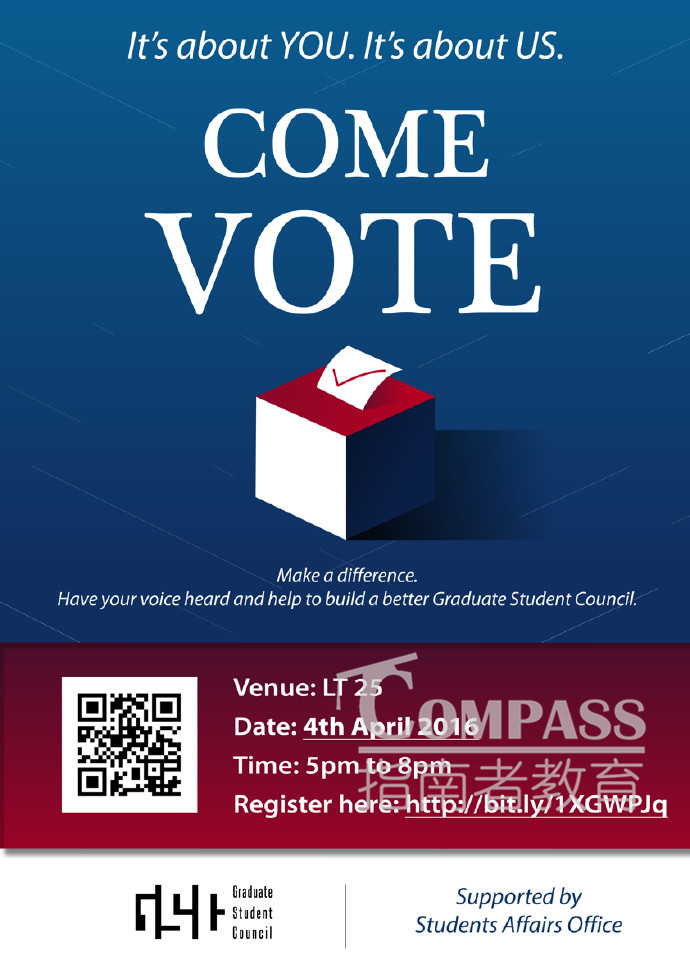 It's about YOU. It's about US.
COME
VOTE
Make a difference.
Have your voice heard and help to build a better Graduate Student Council.
Venue: LT 25
Date: 4th April 2016
Time: 5pm to 8pm
Register here: http://bit.ly/1XGWPJq
COMPASS
指南者教育
Graduate
Student
Council
Supported by
Students Affairs Office